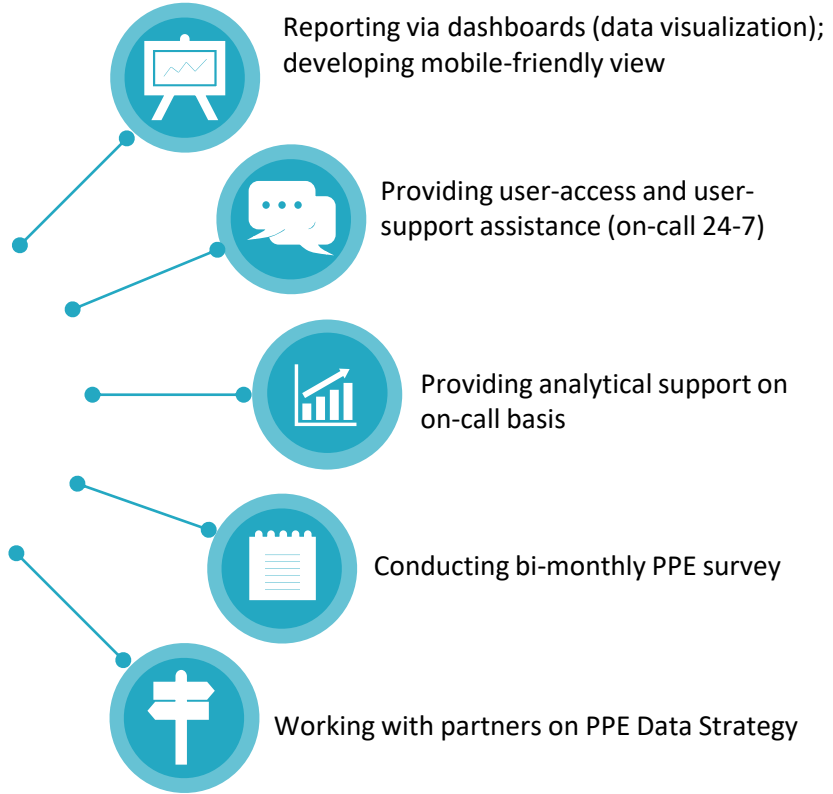 Reporting via dashboards (data visualization);
developing mobile-friendly view
Providing user-access and user-
support assistance (on-call 24-7)
Providing analytical support on
on-call basis
Conducting bi-monthly PPE survey
Working with partners on PPE Data Strategy